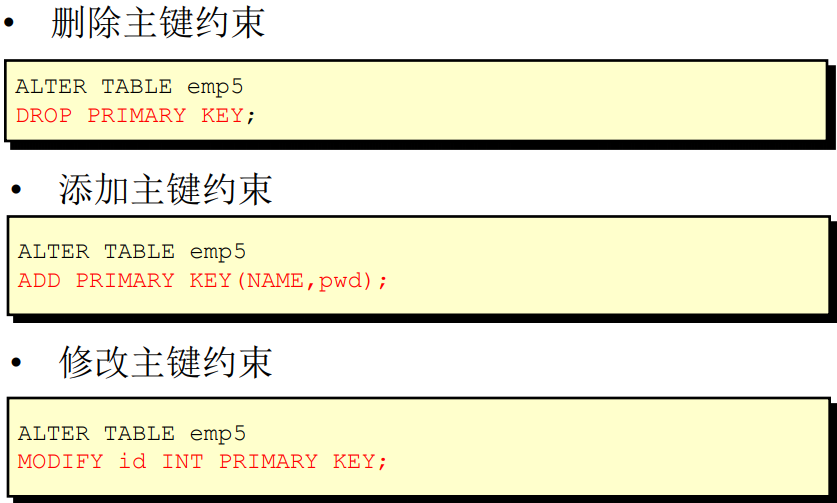 • 删除主键约束
ALTER TABLE emp5
DROP PRIMARY KEY;
• 添加主键约束
ALTER TABLE emp5
ADD PRIMARY KEY(NAME,pwd);
• 修改主键约束
ALTER TABLE emp5
MODIFY id INT PRIMARY KEY;